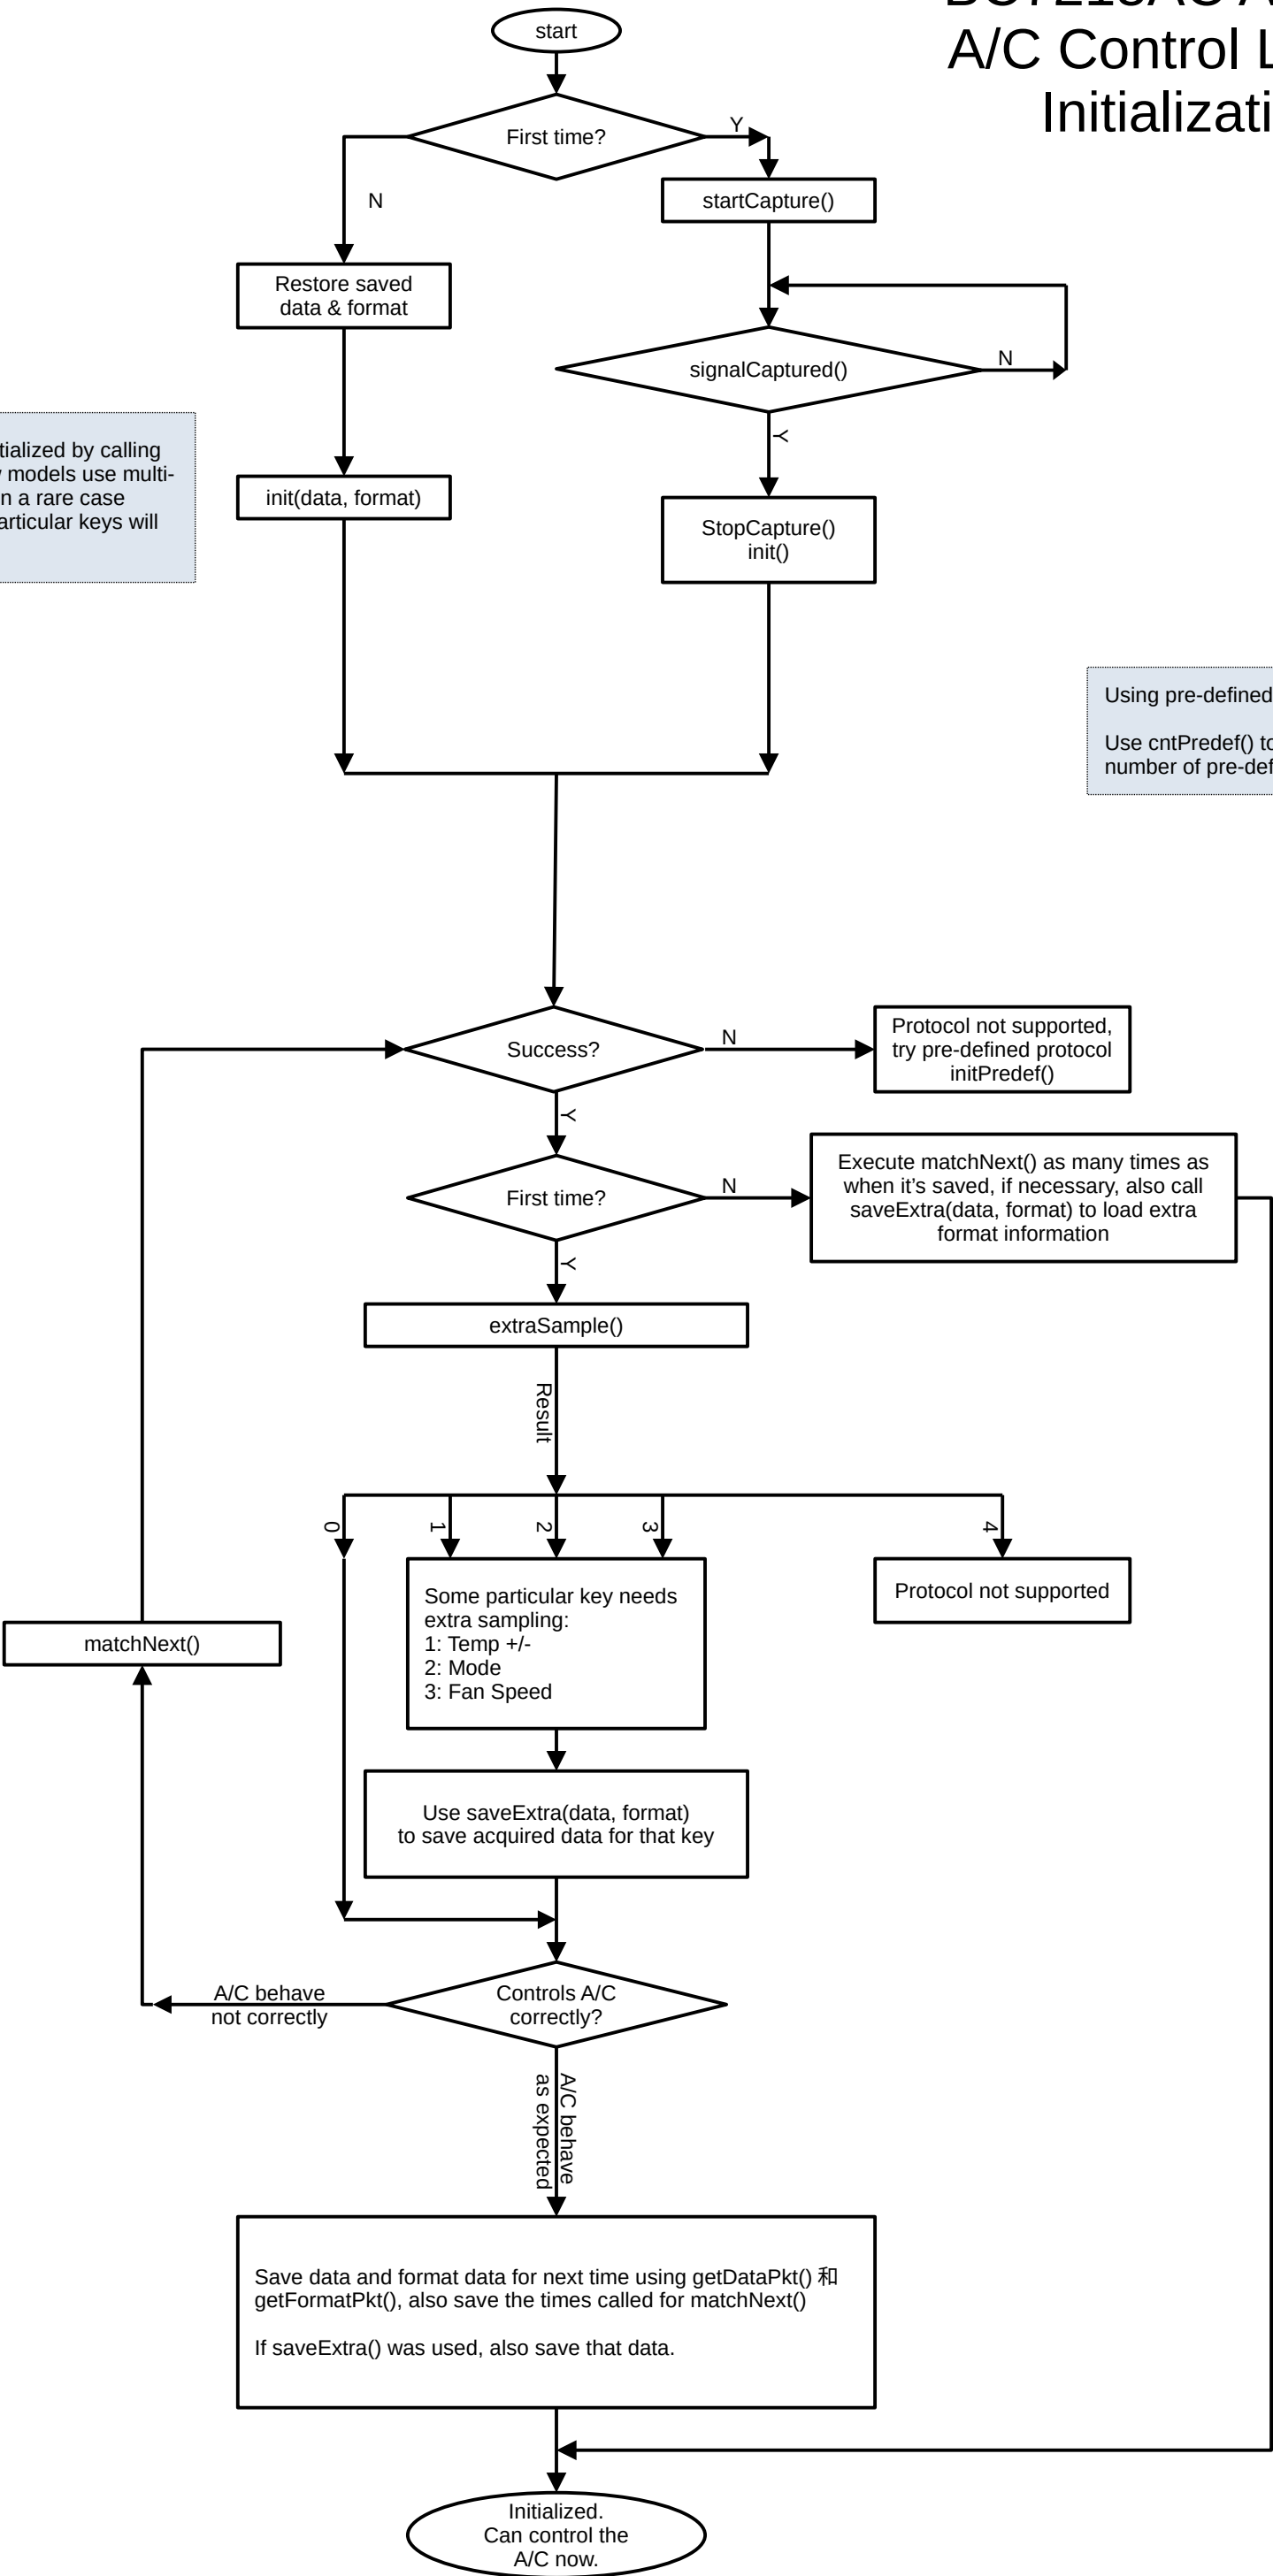 A/C Control L
Initializati
start
First time?
Y
N
startCapture()
Restore saved
data & format
signalCaptured()
N
Y
tialized by calling
models use multi-
n a rare case
articular keys will
init(data, format)
StopCapture()
init()
Using pre-defined
Use cntPredef() to
number of pre-def
Success?
N
Protocol not supported,
try pre-defined protocol
initPredef()
Y
First time?
N
Execute matchNext() as many times as
when it’s saved, if necessary, also call
saveExtra(data, format) to load extra
format information
Y
extraSample()
Result
0
1
2
3
4
Some particular key needs
extra sampling:
1: Temp +/-
2: Mode
3: Fan Speed
Protocol not supported
matchNext()
Use saveExtra(data, format)
to save acquired data for that key
A/C behave
not correctly
Controls A/C
correctly?
A/C behave
as expected
Save data and format data for next time using getDataPkt() 和
getFormatPkt(), also save the times called for matchNext()
If saveExtra() was used, also save that data.
Initialized.
Can control the
A/C now.